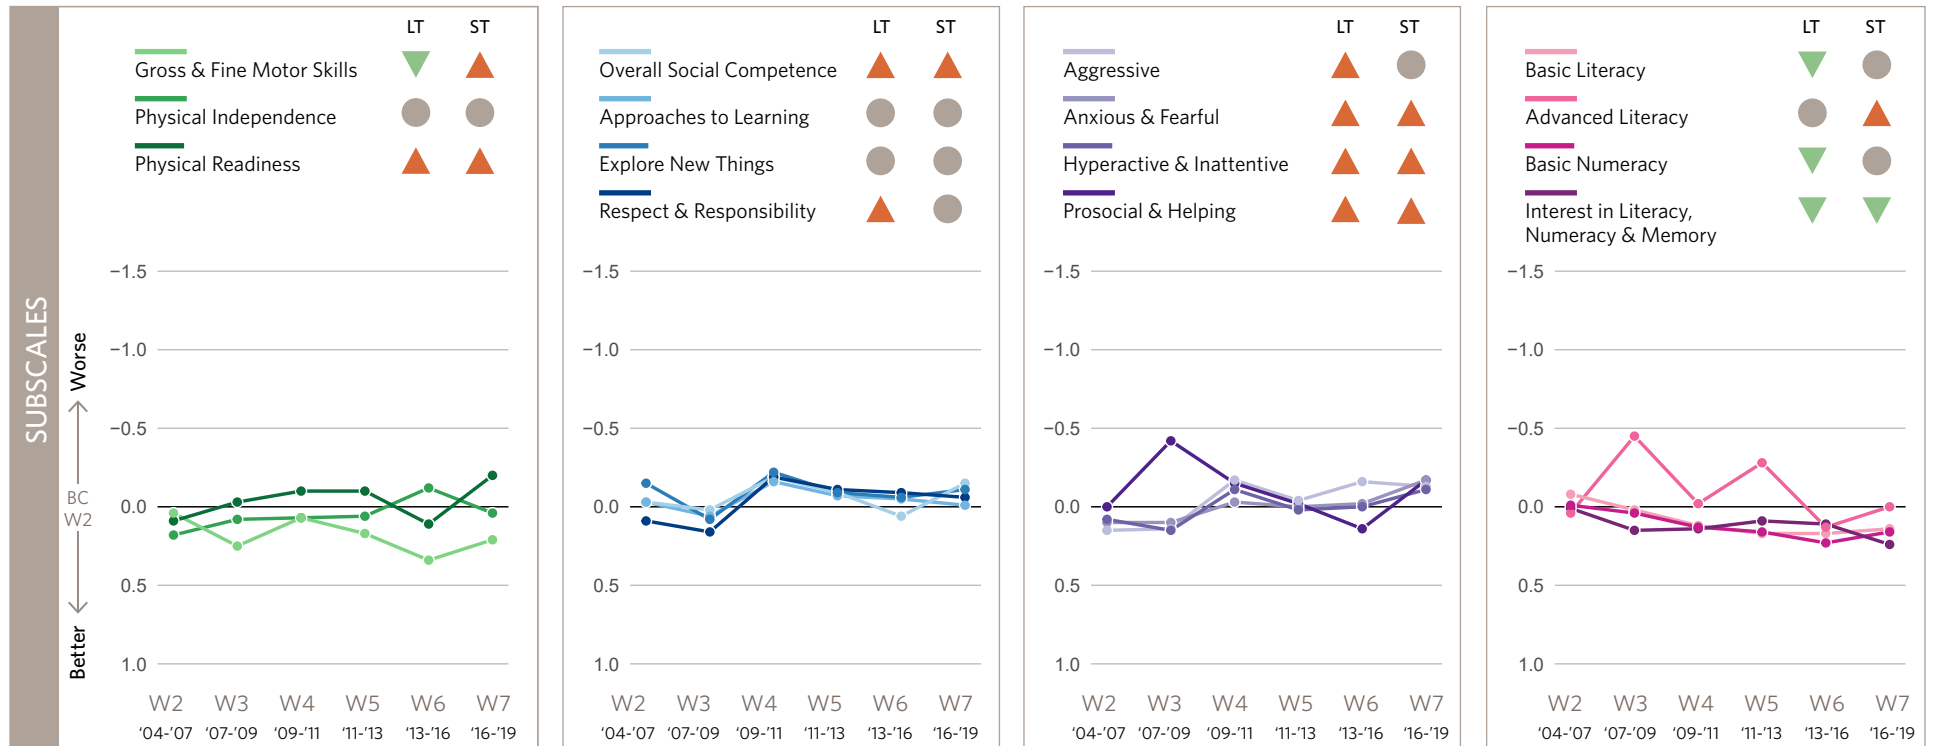 SUBSCALES
Worse
BC
W2
Better
LT ST
Gross & Fine Motor Skills
Physical Independence
Physical Readiness
−1.5
−1.0
−0.5
0.0
0.5
1.0
W2 W3 W4 W5 W6 W7
‘04-’07 ‘07-’09 ‘09-’11 ‘11-’13 ‘13-’16 ‘16-’19
LT ST
Overall Social Competence
Approaches to Learning
Explore New Things
Respect & Responsibility
−1.5
−1.0
−0.5
0.0
0.5
1.0
W2 W3 W4 W5 W6 W7
‘04-’07 ‘07-’09 ‘09-’11 ‘11-’13 ‘13-’16 ‘16-’19
LT ST
Aggressive
Anxious & Fearful
Hyperactive & Inattentive
Prosocial & Helping
−1.5
−1.0
−0.5
0.0
0.5
1.0
W2 W3 W4 W5 W6 W7
‘04-’07 ‘07-’09 ‘09-’11 ‘11-’13 ‘13-’16 ‘16-’19
LT ST
Basic Literacy
Advanced Literacy
Basic Numeracy
Interest in Literacy,
Numeracy & Memory
−1.5
−1.0
−0.5
0.0
0.5
1.0
W2 W3 W4 W5 W6 W7
‘04-’07 ‘07-’09 ‘09-’11 ‘11-’13 ‘13-’16 ‘16-’19